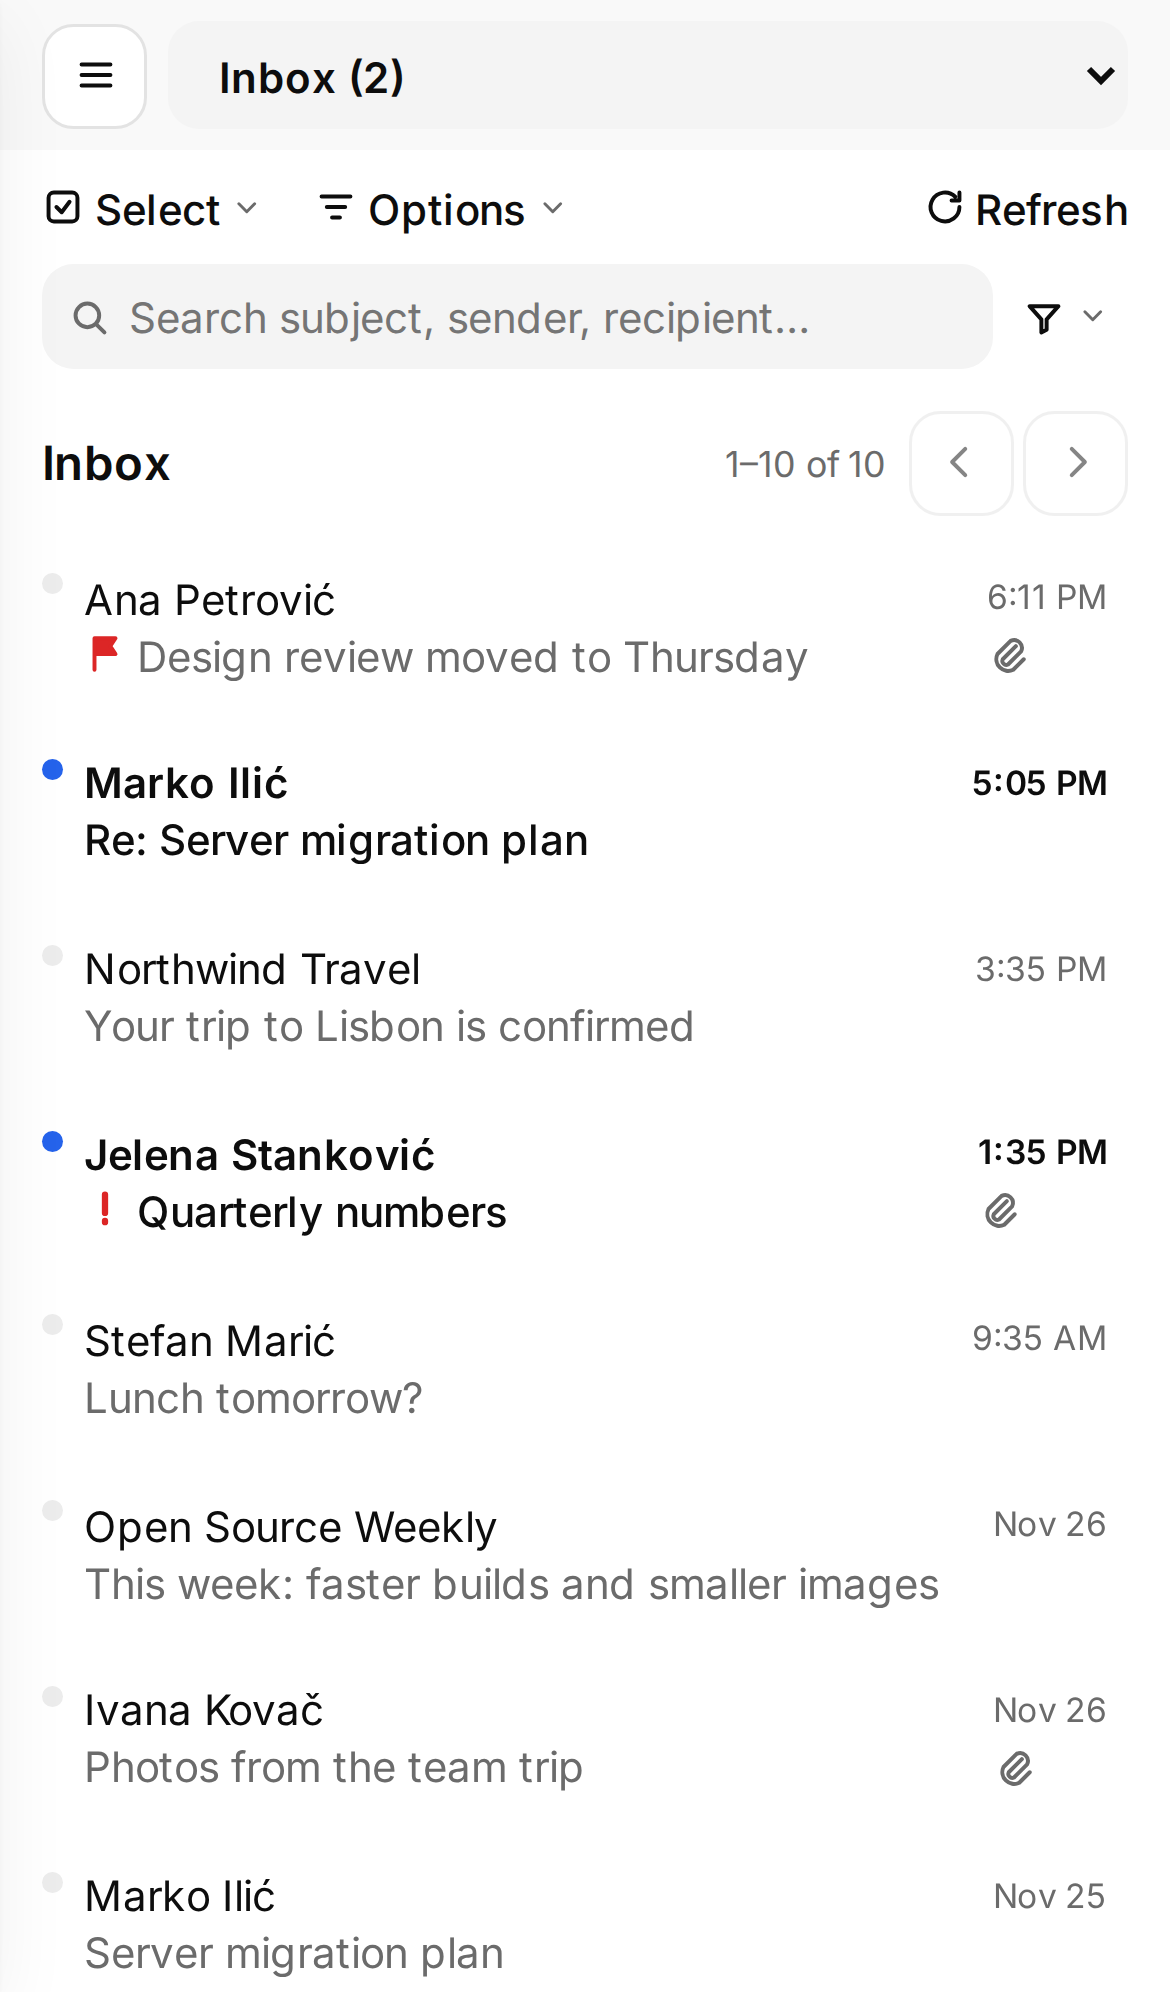 Inbox (2)
Select Options Refresh
Search subject, sender, recipient...
Inbox 1–10 of 10
Ana Petrović 6:11 PM
Design review moved to Thursday
Marko Ilić 5:05 PM
Re: Server migration plan
Northwind Travel 3:35 PM
Your trip to Lisbon is confirmed
Jelena Stanković 1:35 PM
! Quarterly numbers
Stefan Marić 9:35 AM
Lunch tomorrow?
Open Source Weekly Nov 26
This week: faster builds and smaller images
Ivana Kovač Nov 26
Photos from the team trip
Marko Ilić Nov 25
Server migration plan